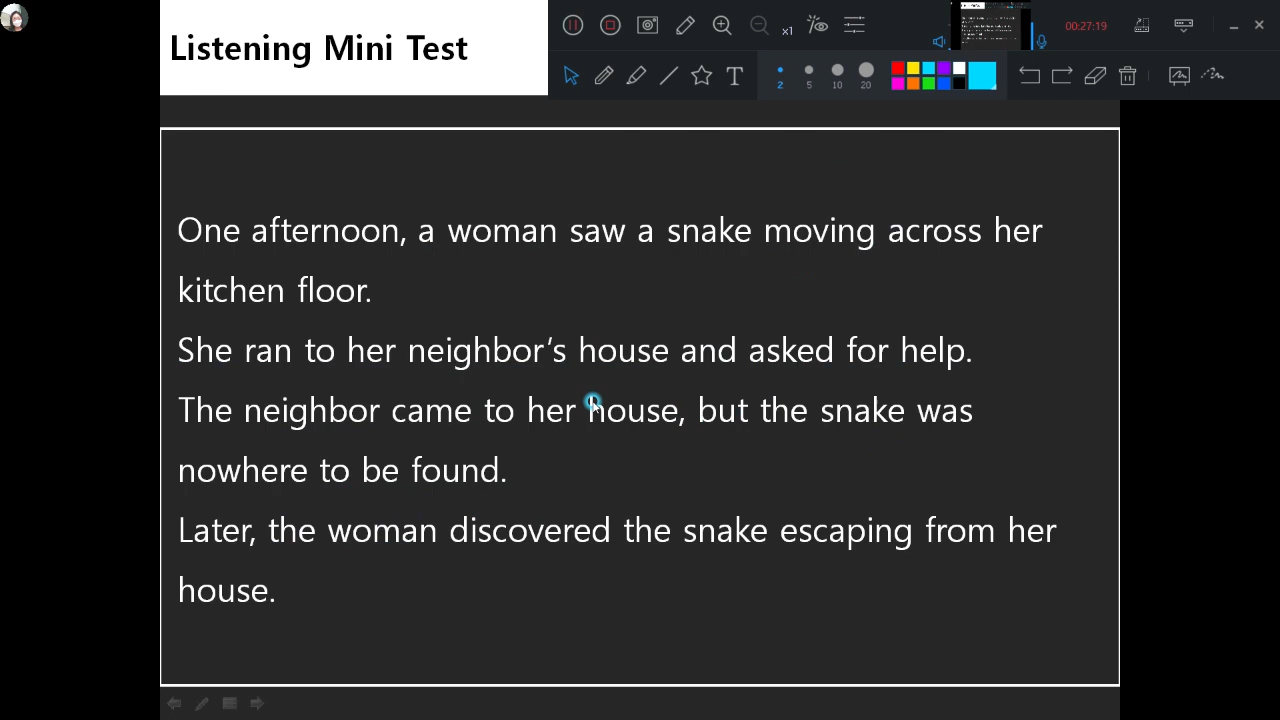 Listening Mini Test
x1
00:27:19
T
2
5
10
20
One afternoon, a woman saw a snake moving across her
kitchen floor.
She ran to her neighbor’s house and asked for help.
The neighbor came to her house, but the snake was
nowhere to be found.
Later, the woman discovered the snake escaping from her
house.